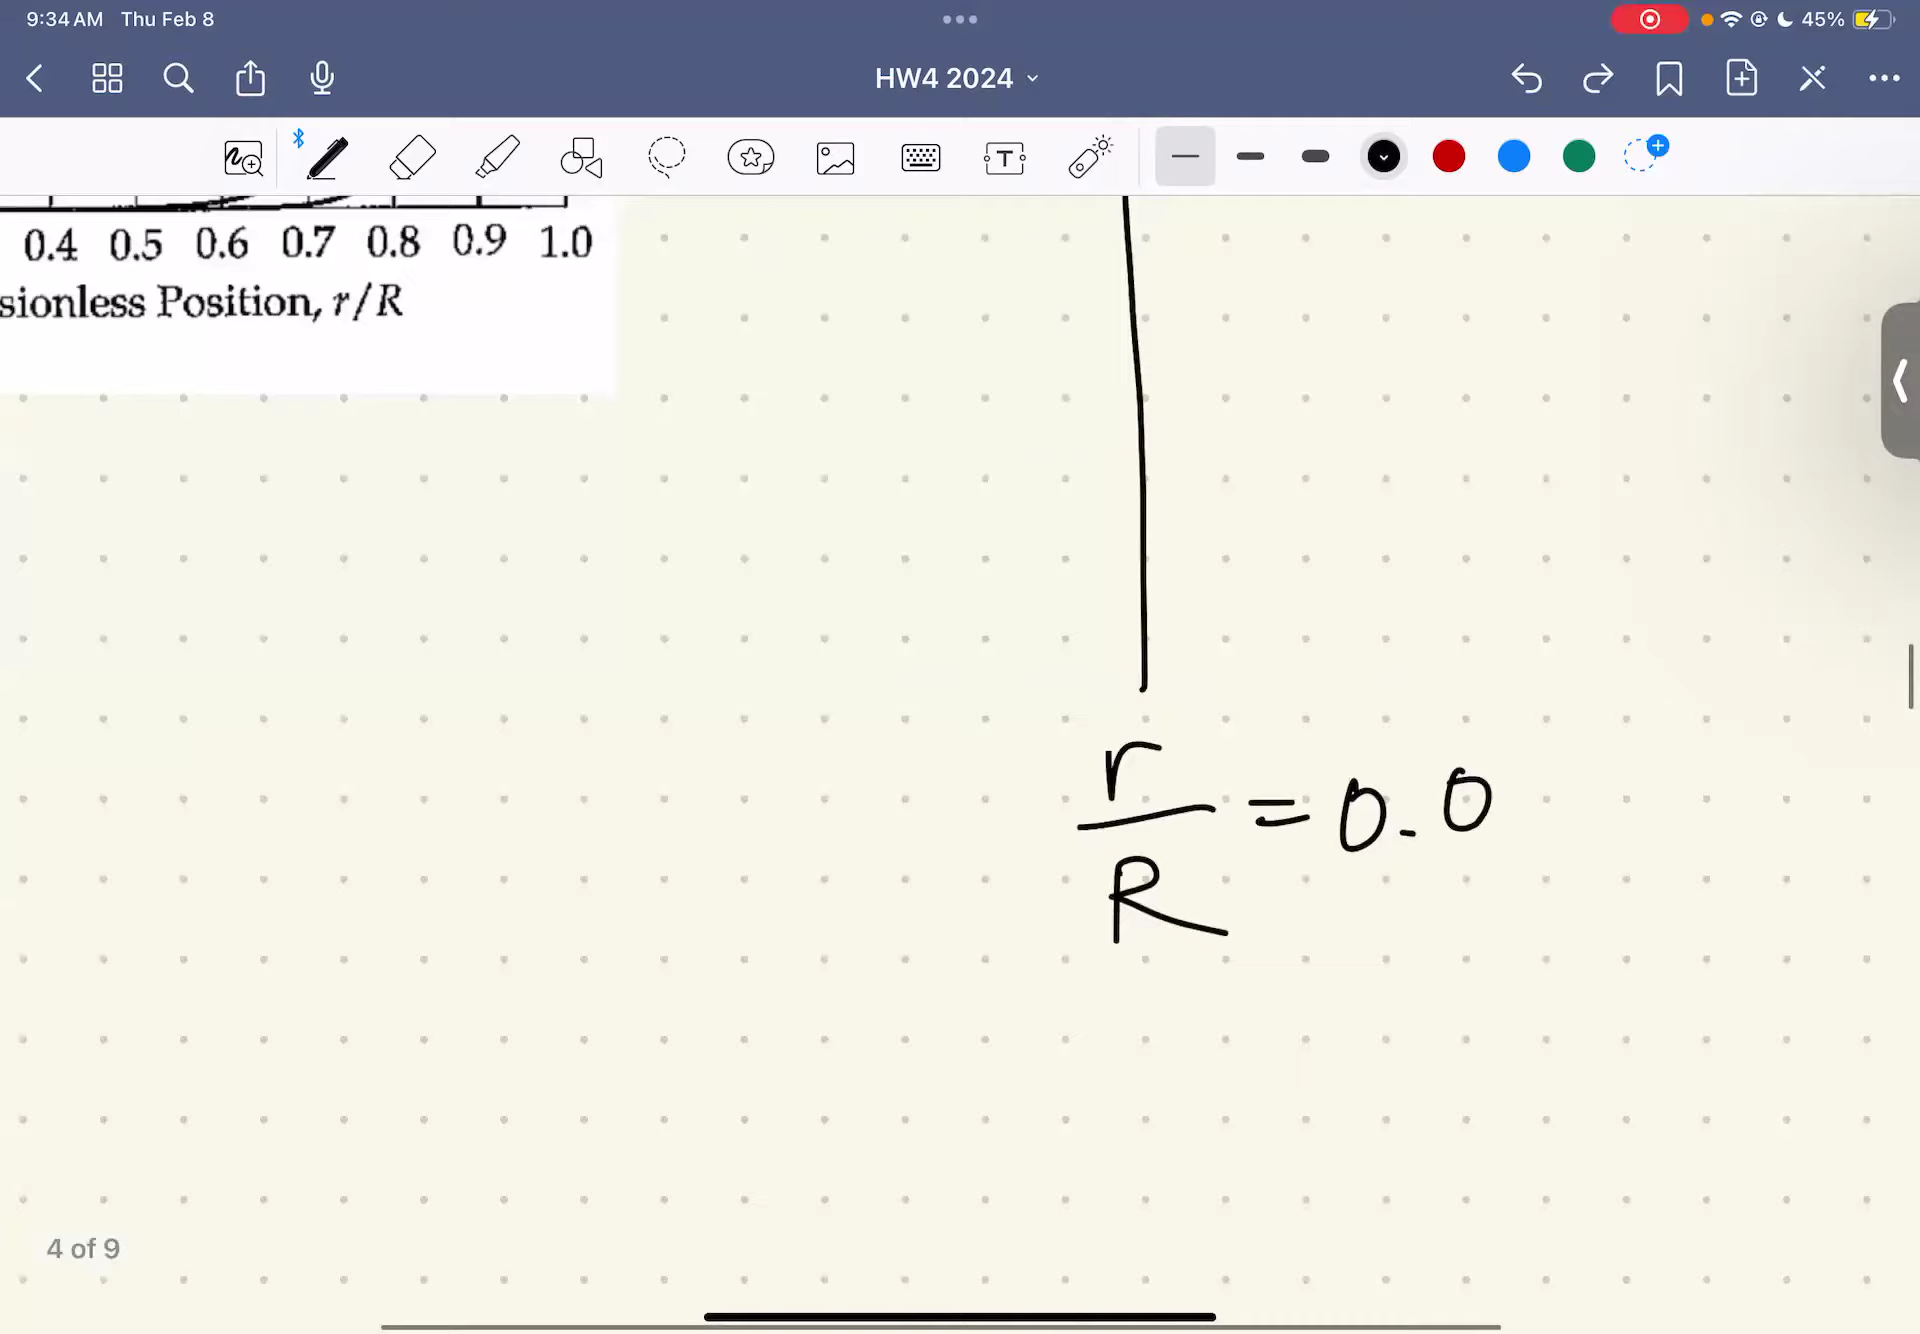 9:34 AM Thu Feb 8
45%
HW4 2024
T
0.4 0.5 0.6 0.7 0.8 0.9 1.0
sionless Position, r/R
r/R = 0.0
4 of 9